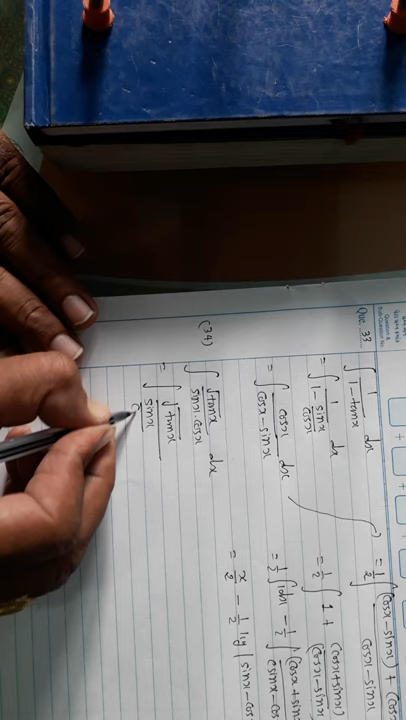 Que. 33
∫ 1/(1-tanx) dx
= ∫ 1/(1 - sinx/cosx) dx
= ∫ cosx/(cosx-sinx) dx
= 1/2 ∫ (cosx-sinx) + (cosx / cosx-sinx
= 1/2 ∫ 1 + (cosx+sinx)/(cosx-sinx)
= 1/2 ∫ 1dx - 1/2 ∫ (cosx+sinx / sinx-cos
= x/2 - 1/2 log | sinx-cos
(34)
∫ √tanx/(sinx.cosx) dx
= ∫ √tanx / sinx